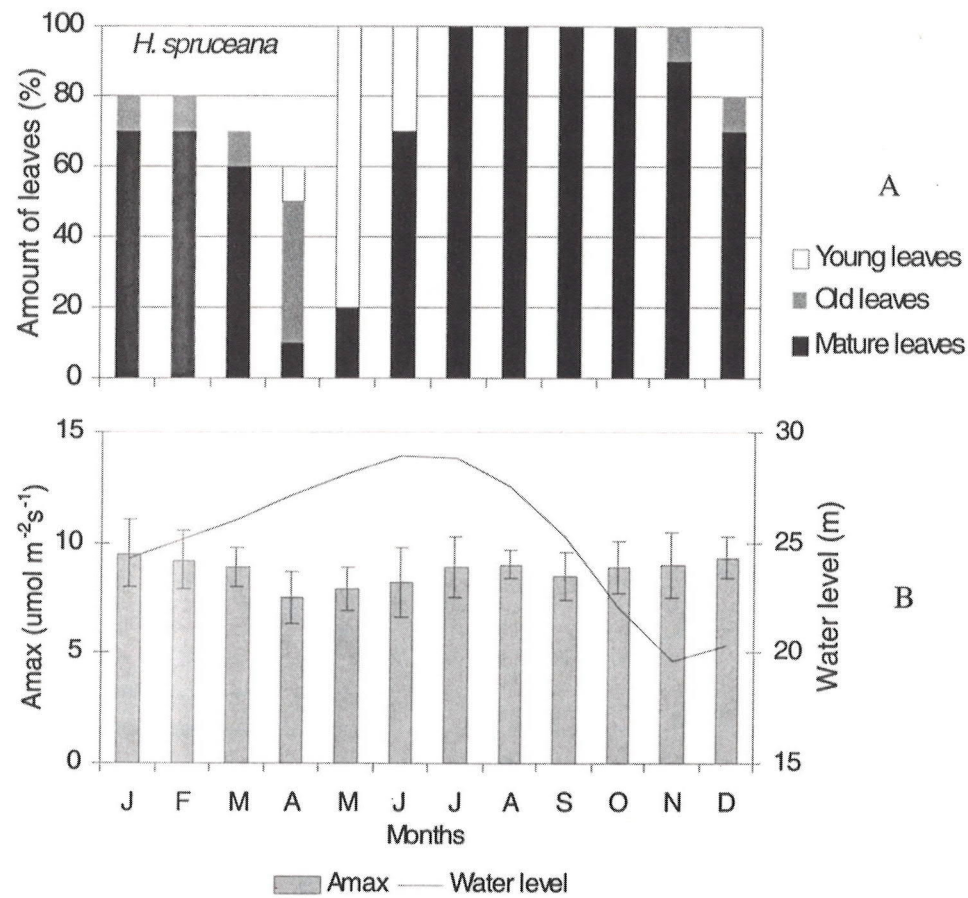 H. spruceana
Amount of leaves (%)
100
80
60
40
20
0
A
Young leaves
Old leaves
Mature leaves
Amax (umol m⁻²s⁻¹)
15
10
5
0
Water level (m)
30
25
20
15
B
J F M A M J J A S O N D
Months
Amax Water level